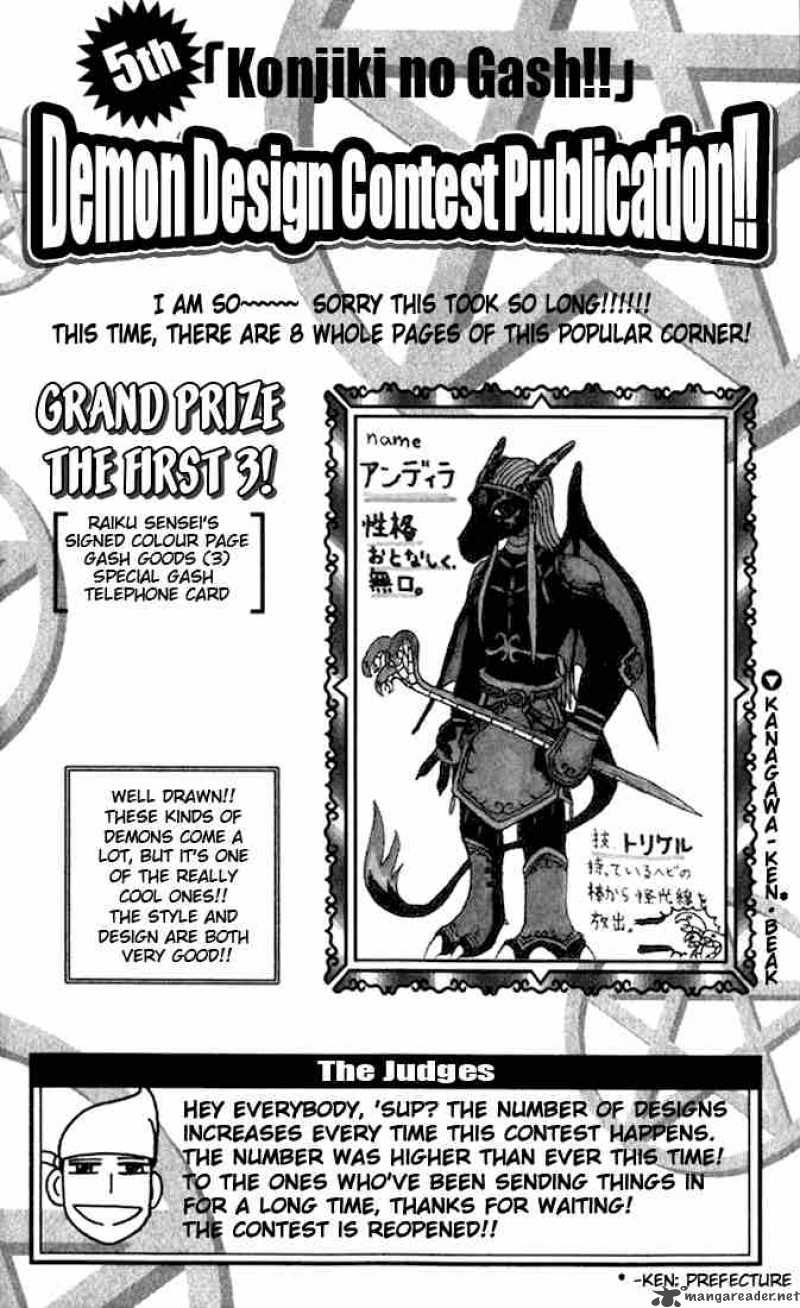 5th
「Konjiki no Gash!!」
Demon Design Contest Publication!!
I AM SO~~~~~ SORRY THIS TOOK SO LONG!!!!!!
THIS TIME, THERE ARE 8 WHOLE PAGES OF THIS POPULAR CORNER!
GRAND PRIZE
THE FIRST 3!
RAIKU SENSEI'S
SIGNED COLOUR PAGE
GASH GOODS (3)
SPECIAL GASH
TELEPHONE CARD
name
アンディラ
性格
おとなしく、
無口。
技 トリケル
持っているヘビの
棒から怪光線を
放出。
KANAGAWA-KEN*・BEAK
WELL DRAWN!!
THESE KINDS OF
DEMONS COME A
LOT, BUT IT'S ONE
OF THE REALLY
COOL ONES!!
THE STYLE AND
DESIGN ARE BOTH
VERY GOOD!!
The Judges
HEY EVERYBODY, 'SUP? THE NUMBER OF DESIGNS
INCREASES EVERY TIME THIS CONTEST HAPPENS.
THE NUMBER WAS HIGHER THAN EVER THIS TIME!
TO THE ONES WHO'VE BEEN SENDING THINGS IN
FOR A LONG TIME, THANKS FOR WAITING!
THE CONTEST IS REOPENED!!
* -KEN: PREFECTURE
mangareader.net